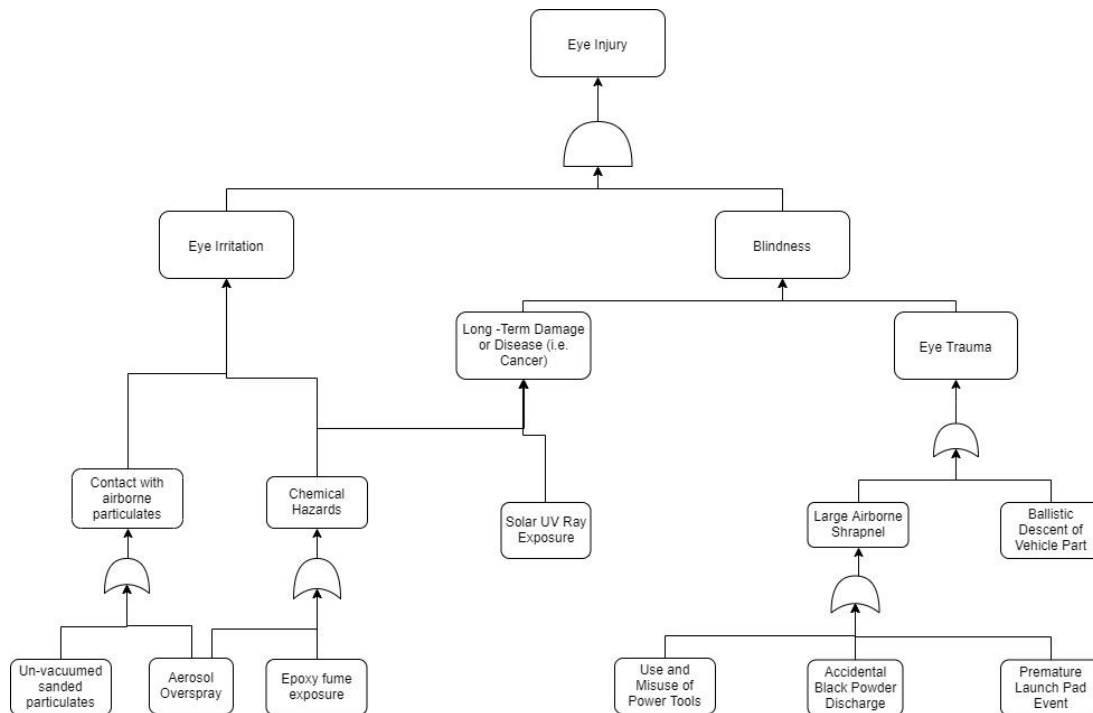 Eye Injury
Eye Irritation
Blindness
Long -Term Damage
or Disease (i.e.
Cancer)
Eye Trauma
Contact with
airborne
particulates
Chemical
Hazards
Solar UV Ray
Exposure
Large Airborne
Shrapnel
Ballistic
Descent of
Vehicle Part
Un-vacuumed
sanded
particulates
Aerosol
Overspray
Epoxy fume
exposure
Use and
Misuse of
Power Tools
Accidental
Black Powder
Discharge
Premature
Launch Pad
Event